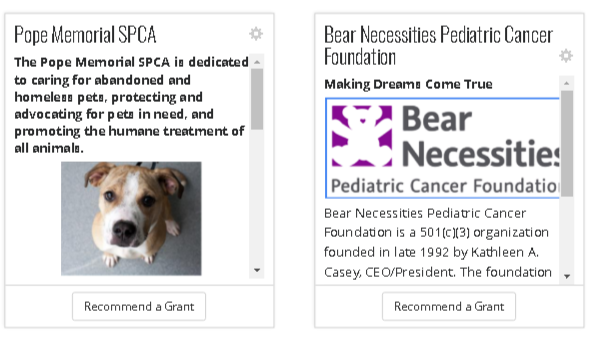 Pope Memorial SPCA
The Pope Memorial SPCA is dedicated
to caring for abandoned and
homeless pets, protecting and
advocating for pets in need, and
promoting the humane treatment of
all animals.
Recommend a Grant
Bear Necessities Pediatric Cancer
Foundation
Making Dreams Come True
Bear
Necessities
Pediatric Cancer Foundatio
Bear Necessities Pediatric Cancer
Foundation is a 501(c)(3) organization
founded in late 1992 by Kathleen A.
Casey, CEO/President. The foundation
Recommend a Grant